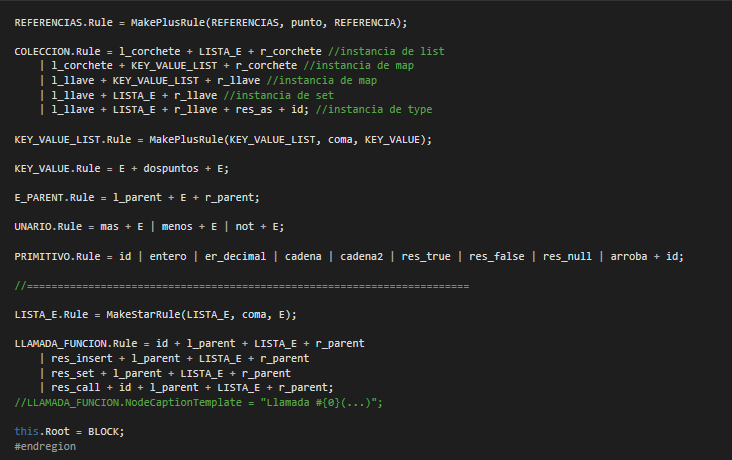 REFERENCIAS.Rule = MakePlusRule(REFERENCIAS, punto, REFERENCIA);
COLECCION.Rule = l_corchete + LISTA_E + r_corchete //instancia de list
| l_corchete + KEY_VALUE_LIST + r_corchete //instancia de map
| l_llave + KEY_VALUE_LIST + r_llave //instancia de map
| l_llave + LISTA_E + r_llave //instancia de set
| l_llave + LISTA_E + r_llave + res_as + id; //instancia de type
KEY_VALUE_LIST.Rule = MakePlusRule(KEY_VALUE_LIST, coma, KEY_VALUE);
KEY_VALUE.Rule = E + dospuntos + E;
E_PARENT.Rule = l_parent + E + r_parent;
UNARIO.Rule = mas + E | menos + E | not + E;
PRIMITIVO.Rule = id | entero | er_decimal | cadena | cadena2 | res_true | res_false | res_null | arroba + id;
//========================================================================
LISTA_E.Rule = MakeStarRule(LISTA_E, coma, E);
LLAMADA_FUNCION.Rule = id + l_parent + LISTA_E + r_parent
| res_insert + l_parent + LISTA_E + r_parent
| res_set + l_parent + LISTA_E + r_parent
| res_call + id + l_parent + LISTA_E + r_parent;
//LLAMADA_FUNCION.NodeCaptionTemplate = "Llamada #{0}(...)";
this.Root = BLOCK;
#endregion